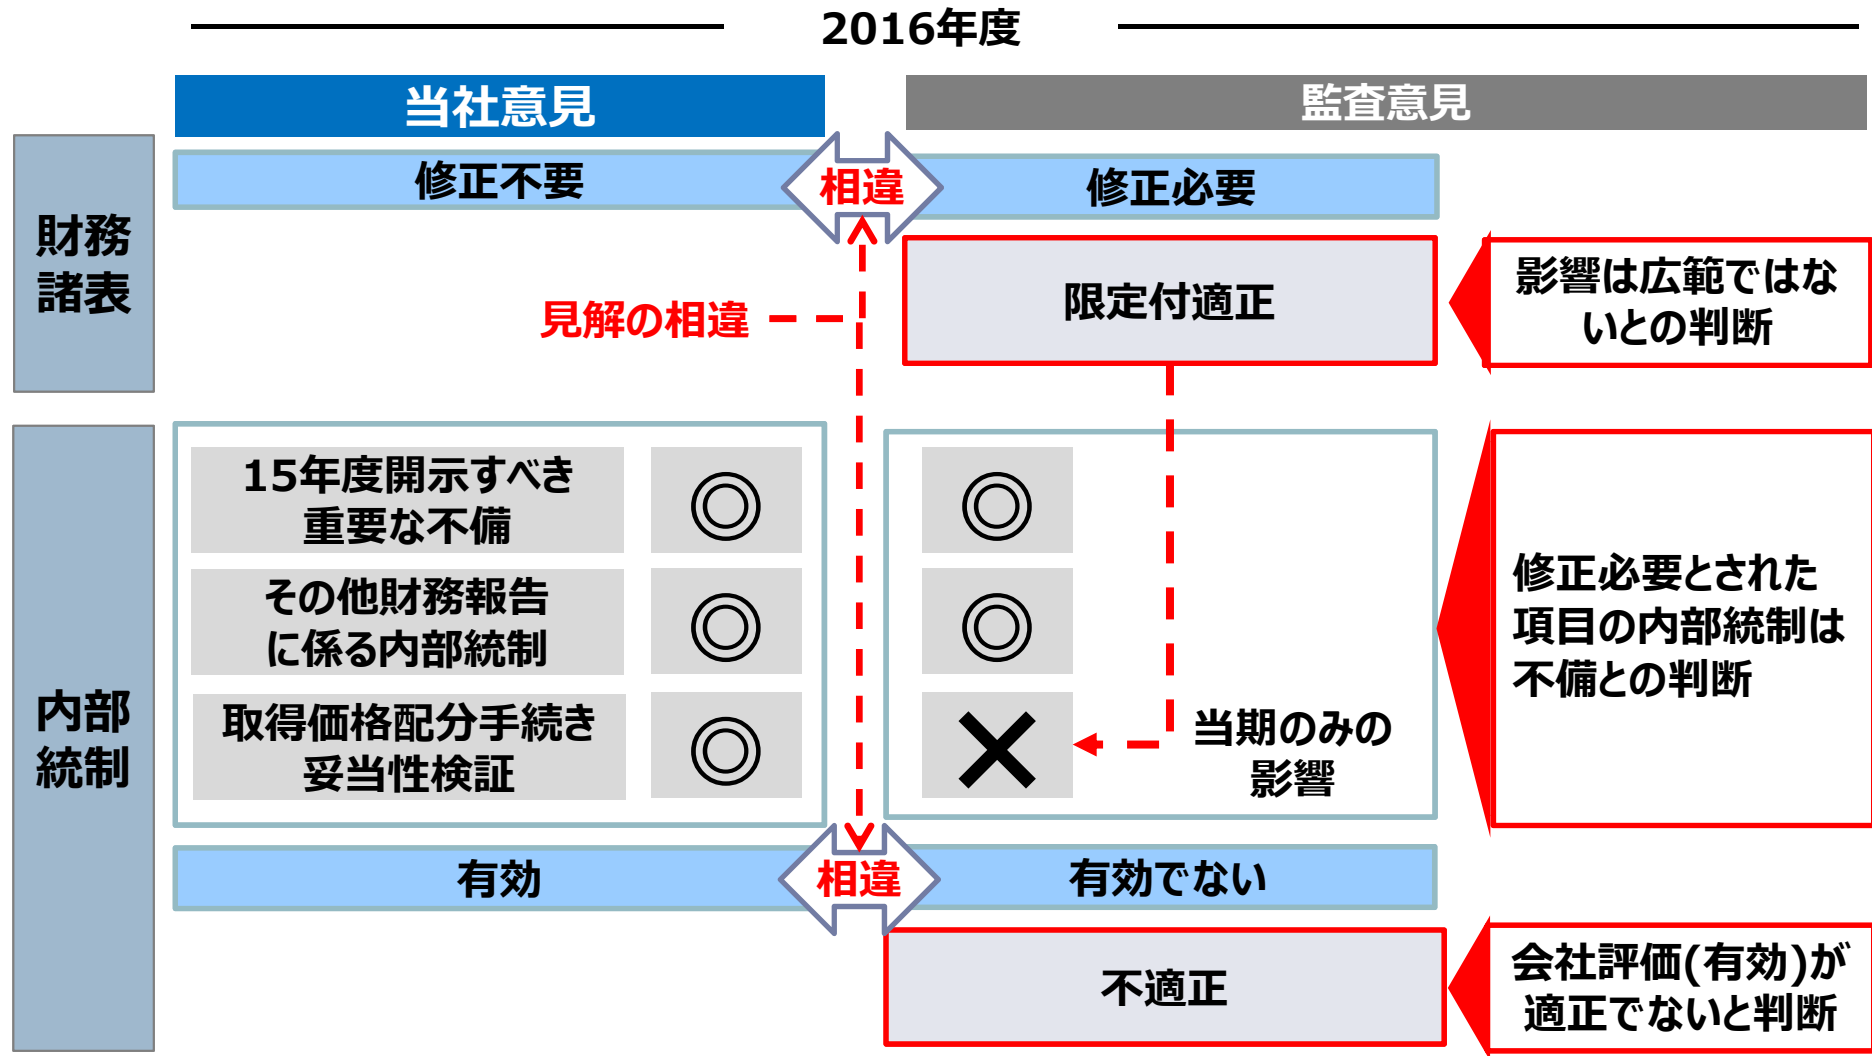 2016年度
当社意見
監査意見
財務
諸表
修正不要
相違
修正必要
限定付適正
影響は広範ではな
いとの判断
見解の相違
内部
統制
15年度開示すべき
重要な不備
◎
◎
その他財務報告
に係る内部統制
◎
◎
取得価格配分手続き
妥当性検証
◎
×
当期のみの
影響
修正必要とされた
項目の内部統制は
不備との判断
有効
相違
有効でない
不適正
会社評価(有効)が
適正でないと判断